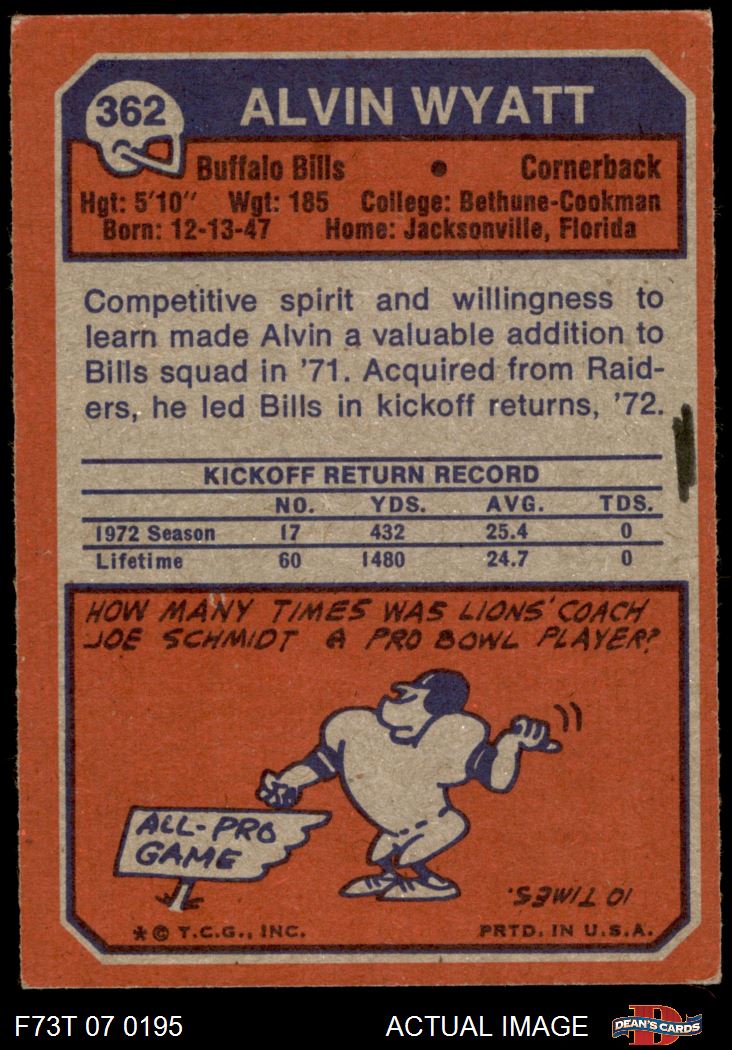 362
ALVIN WYATT
Buffalo Bills • Cornerback
Hgt: 5'10" Wgt: 185 College: Bethune-Cookman
Born: 12-13-47 Home: Jacksonville, Florida
Competitive spirit and willingness to
learn made Alvin a valuable addition to
Bills squad in '71. Acquired from Raid-
ers, he led Bills in kickoff returns, '72.
KICKOFF RETURN RECORD
NO. YDS. AVG. TDS.
1972 Season 17 432 25.4 0
Lifetime 60 1480 24.7 0
HOW MANY TIMES WAS LIONS' COACH
JOE SCHMIDT A PRO BOWL PLAYER?
ALL-PRO
GAME
10 TIMES.
* © T.C.G., INC. PRTD. IN U.S.A.
F73T 07 0195 ACTUAL IMAGE
D
DEAN'S CARDS